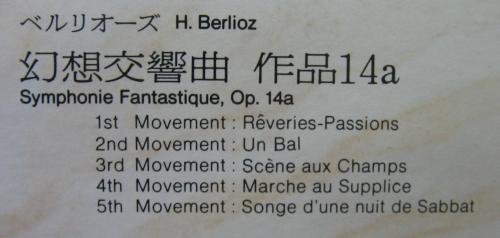 ベルリオーズ H. Berlioz
幻想交響曲 作品14a
Symphonie Fantastique, Op. 14a
1st Movement : Rêveries-Passions
2nd Movement : Un Bal
3rd Movement : Scène aux Champs
4th Movement : Marche au Supplice
5th Movement : Songe d'une nuit de Sabbat